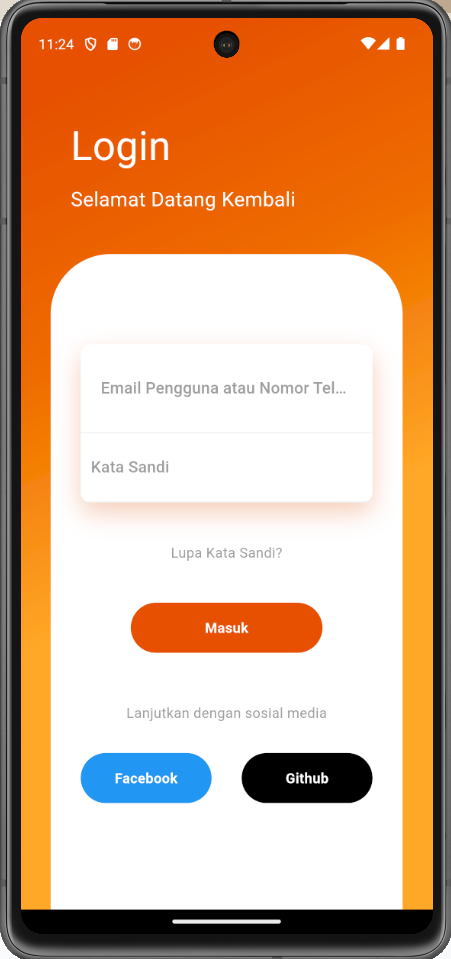 11:24
Login
Selamat Datang Kembali
Email Pengguna atau Nomor Tel...
Kata Sandi
Lupa Kata Sandi?
Masuk
Lanjutkan dengan sosial media
Facebook
Github